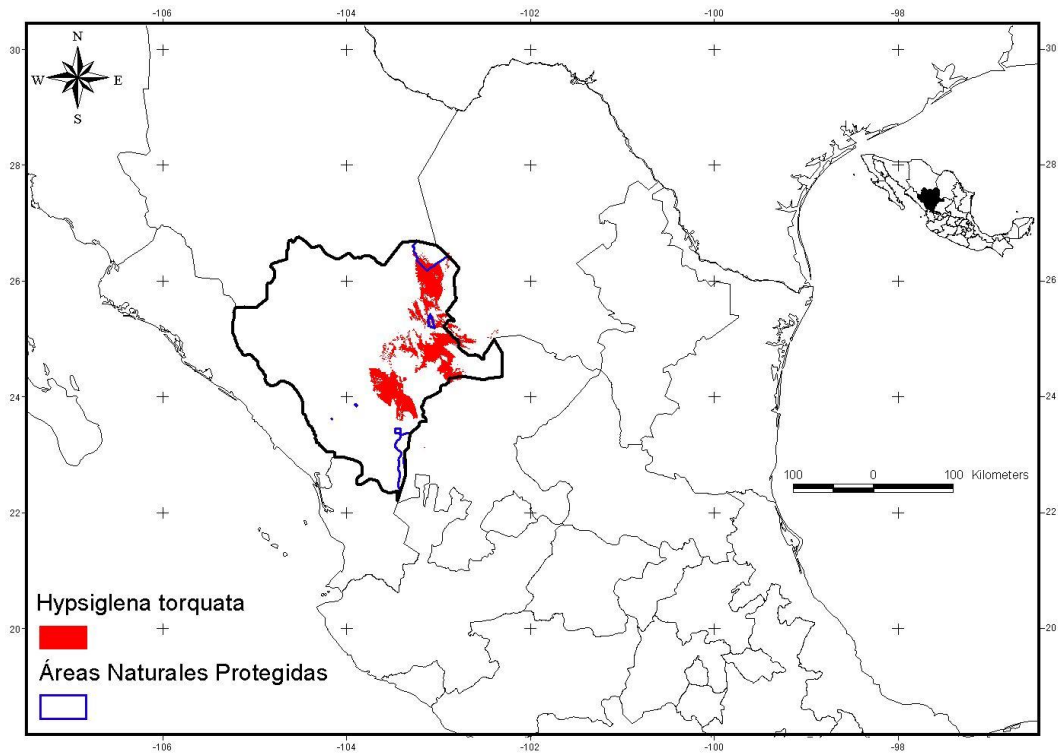 -106 -104 -102 -100 -98
30 30
N
W E
S
28 28
26 26
24 24
100 0 100 Kilometers
22 22
Hypsiglena torquata
20 20
Áreas Naturales Protegidas
-106 -104 -102 -100 -98